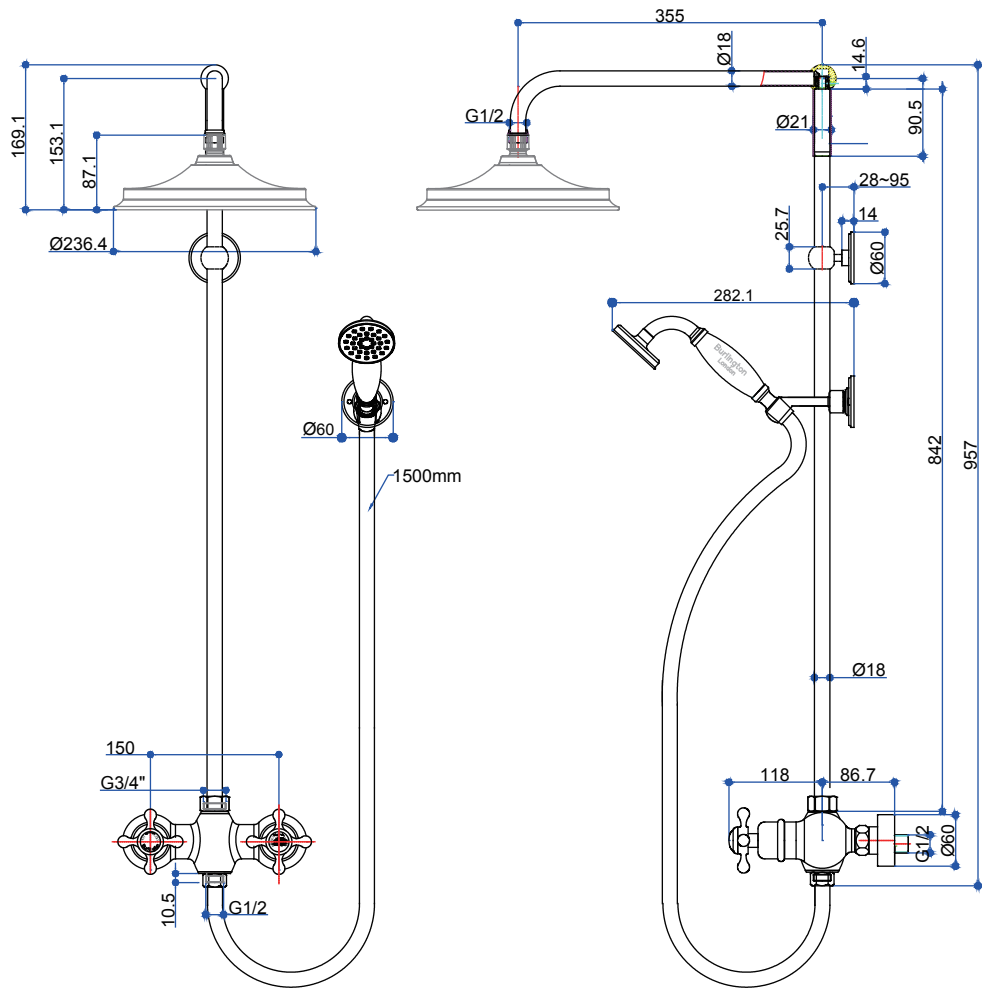 355
Ø18
14.6
169.1
153.1
87.1
G1/2
Ø21
90.5
28~95
14
25.7
Ø60
Ø236.4
282.1
Burlington
London
Ø60
1500mm
842
957
Ø18
150
G3/4"
118
86.7
G1/2
Ø60
10.5
G1/2